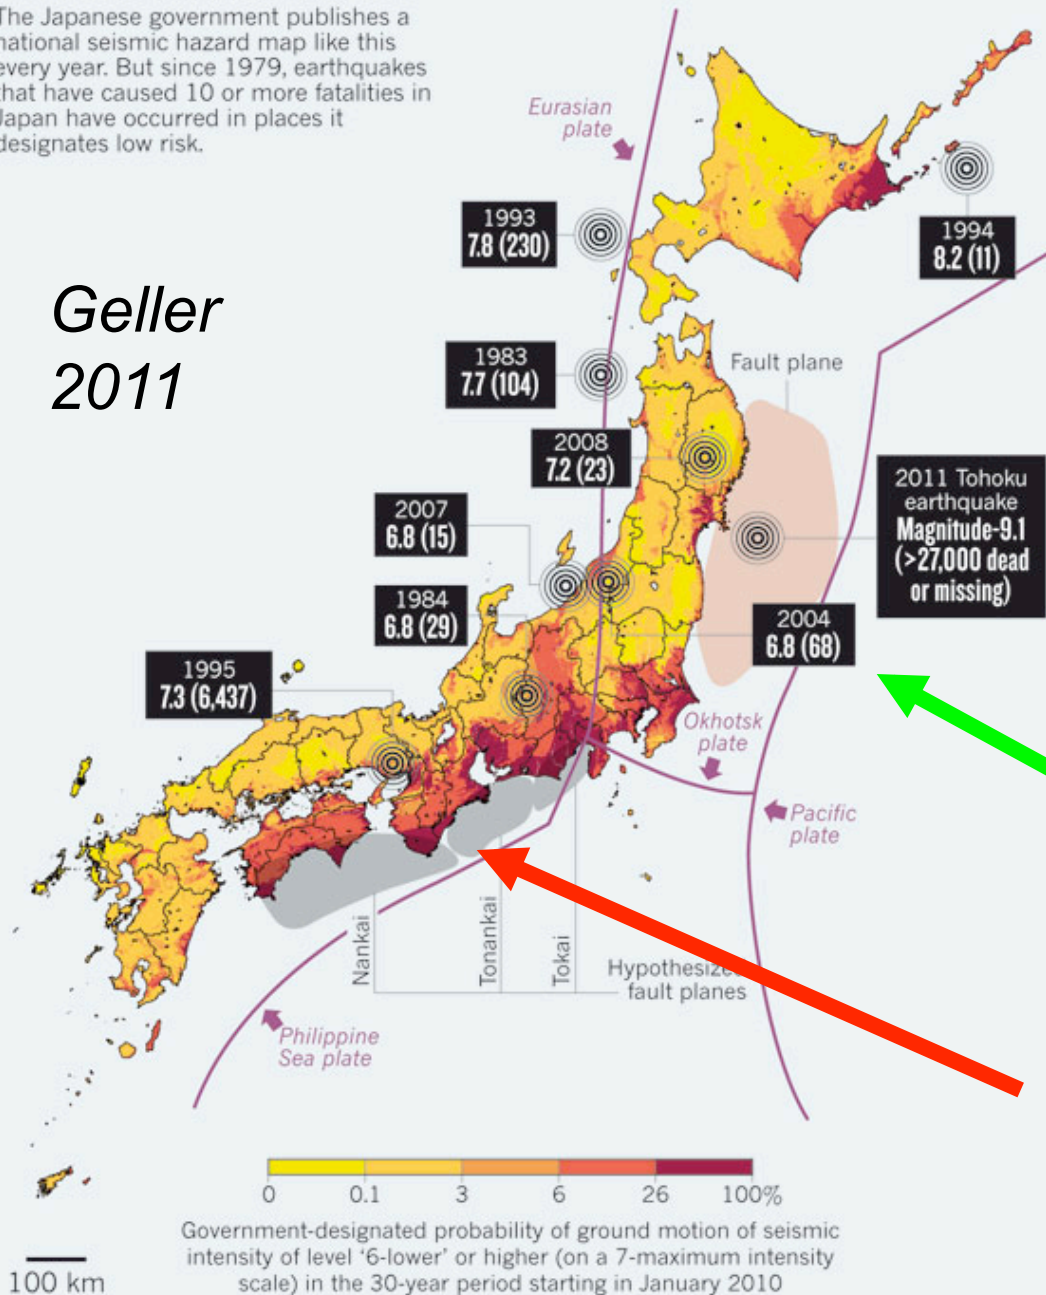 The Japanese government publishes a
national seismic hazard map like this
every year. But since 1979, earthquakes
that have caused 10 or more fatalities in
Japan have occurred in places it
designates low risk.
Eurasian
plate
1993
7.8 (230)
1994
8.2 (11)
Geller
2011
1983
7.7 (104)
Fault plane
2008
7.2 (23)
2011 Tohoku
earthquake
Magnitude-9.1
(>27,000 dead
or missing)
2007
6.8 (15)
1984
6.8 (29)
2004
6.8 (68)
1995
7.3 (6,437)
Okhotsk
plate
Pacific
plate
Nankai
Tonankai
Tokai
Hypothesized
fault planes
Philippine
Sea plate
0 0.1 3 6 26 100%
Government-designated probability of ground motion of seismic
intensity of level ‘6-lower’ or higher (on a 7-maximum intensity
scale) in the 30-year period starting in January 2010
100 km